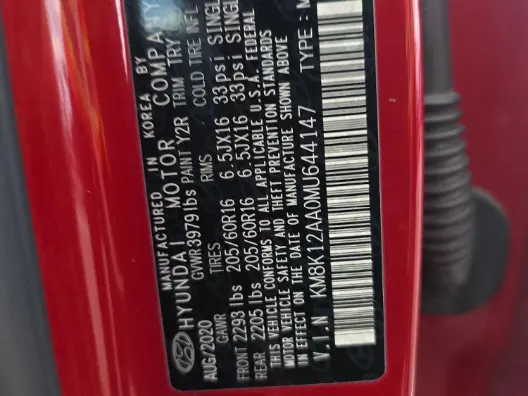 MANUFACTURED IN KOREA BY
HYUNDAI MOTOR COMPANY
AUG/2020 GVWR 3979 lbs PAINT Y2R TRIM TRY
GAWR TIRES RIMS COLD TIRE INFL
FRONT 2293 lbs 205/60R16 6.5JX16 33psi SINGL
REAR 2205 lbs 205/60R16 6.5JX16 33psi SINGL
THIS VEHICLE CONFORMS TO ALL APPLICABLE U.S.A. FEDERAL
MOTOR VEHICLE SAFETY AND THEFT PREVENTION STANDARDS
IN EFFECT ON THE DATE OF MANUFACTURE SHOWN ABOVE
V.I.N KM8K12AA0MU644147 TYPE: M